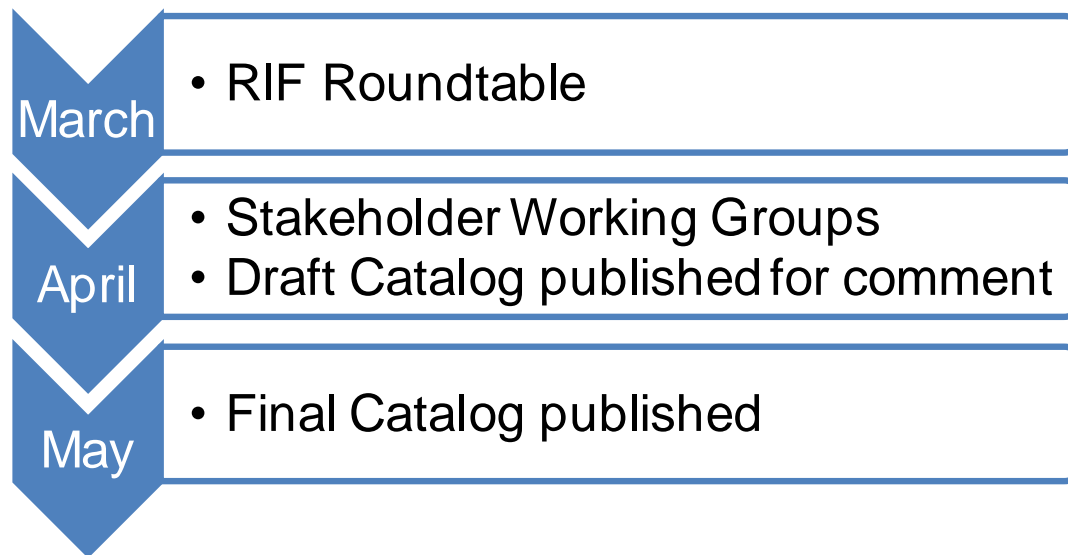 March
• RIF Roundtable
April
• Stakeholder Working Groups
• Draft Catalog published for comment
May
• Final Catalog published